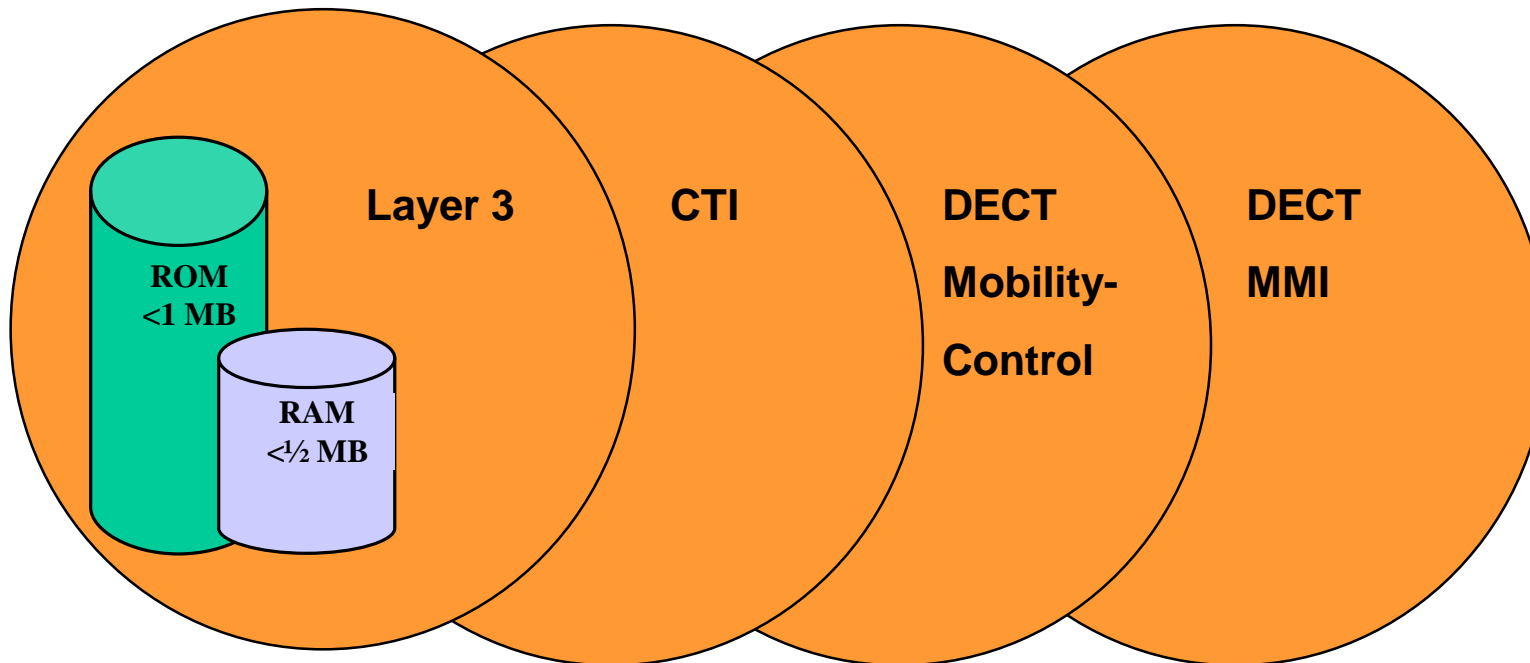 Layer 3
ROM
<1 MB
RAM
<½ MB
CTI
DECT
Mobility-
Control
DECT
MMI